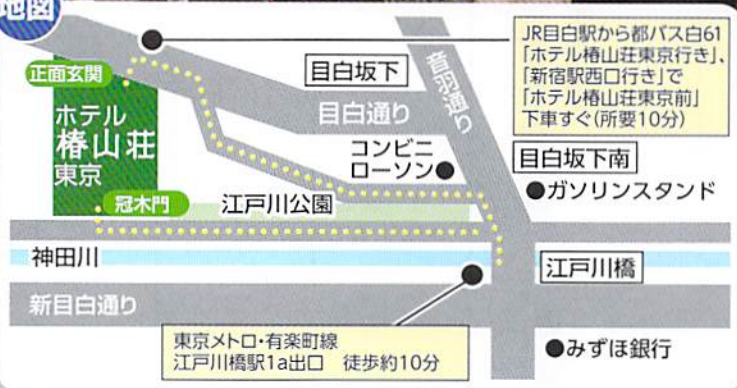 地図
JR目白駅から都バス白61
「ホテル椿山荘東京行き」、
「新宿駅西口行き」で
「ホテル椿山荘東京前」
下車すぐ(所要10分)
正面玄関
目白坂下
音羽通り
目白通り
ホテル
椿山荘
東京
コンビニ
ローソン
目白坂下南
ガソリンスタンド
冠木門
江戸川公園
神田川
江戸川橋
新目白通り
東京メトロ・有楽町線
江戸川橋駅1a出口 徒歩約10分
みずほ銀行